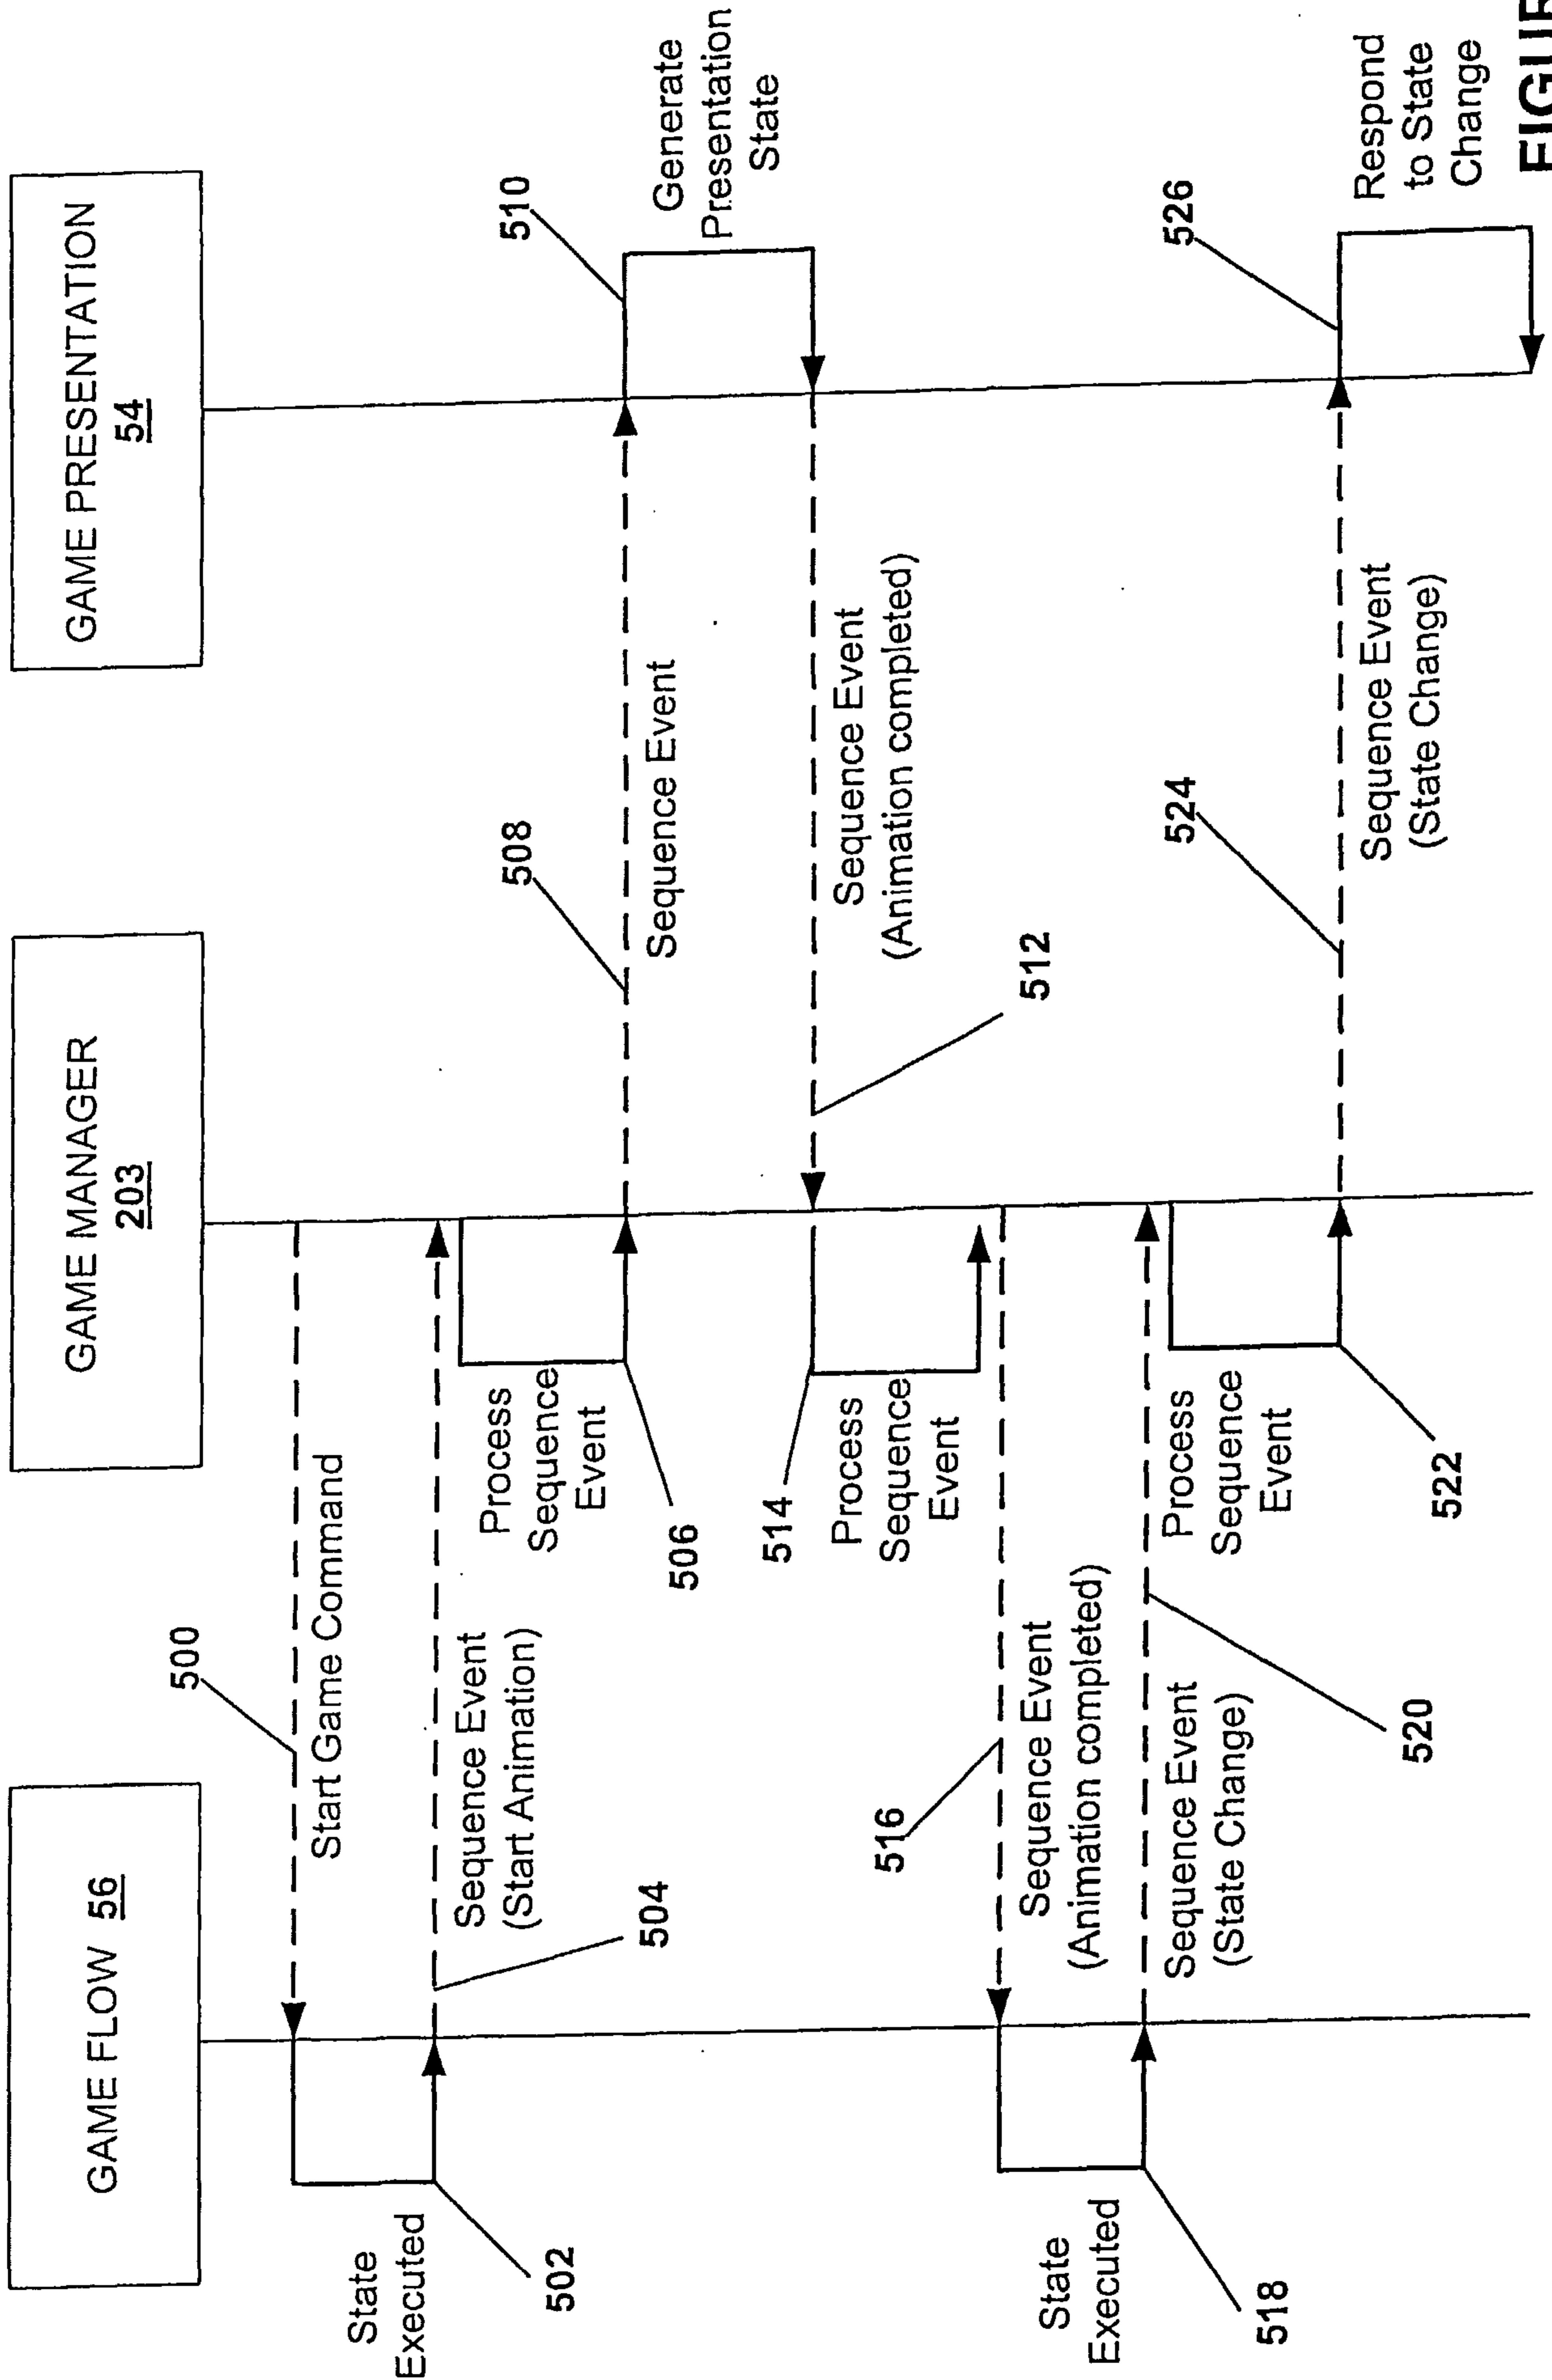 GAME FLOW 56
GAME MANAGER
203
GAME PRESENTATION
54
500
Start Game Command
State
Executed
502
Sequence Event
(Start Animation)
504
Process
Sequence
Event
506
508
Sequence Event
510
Generate
Presentation
State
Sequence Event
(Animation completed)
512
514
Process
Sequence
Event
516
Sequence Event
(Animation completed)
State
Executed
518
Sequence Event
(State Change)
520
Process
Sequence
Event
522
524
Sequence Event
(State Change)
526
Respond
to State
Change